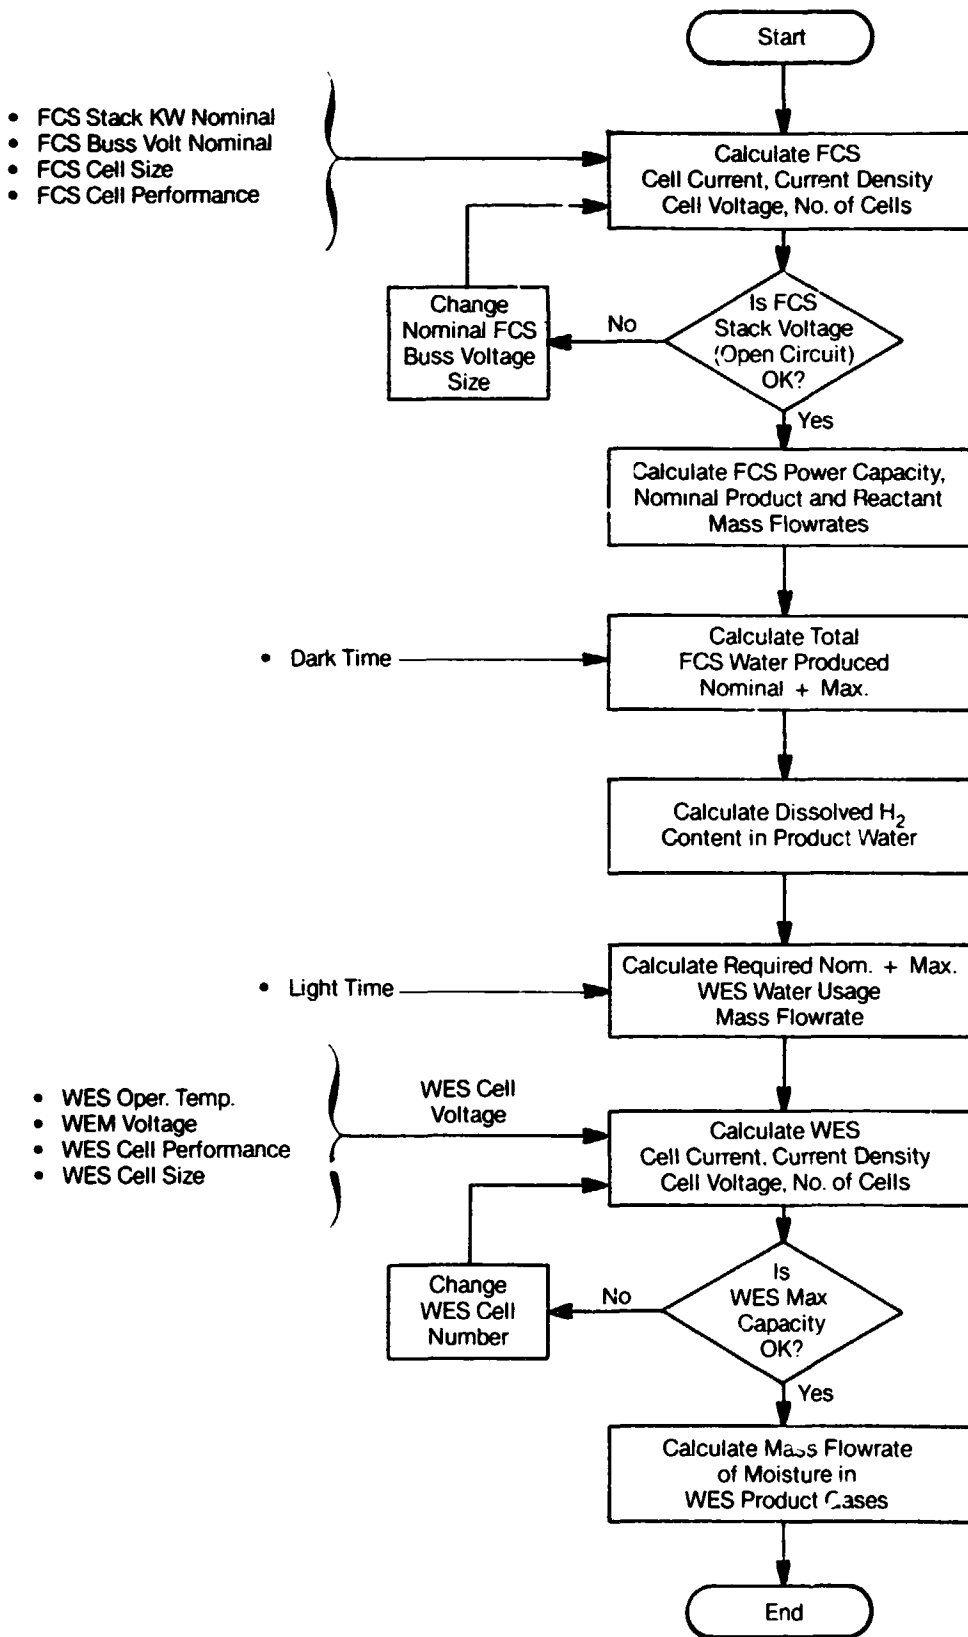 Start
• FCS Stack KW Nominal
• FCS Buss Volt Nominal
• FCS Cell Size
• FCS Cell Performance
Calculate FCS
Cell Current, Current Density
Cell Voltage, No. of Cells
Change
Nominal FCS
Buss Voltage
Size
No
Is FCS
Stack Voltage
(Open Circuit)
OK?
Yes
Calculate FCS Power Capacity,
Nominal Product and Reactant
Mass Flowrates
• Dark Time
Calculate Total
FCS Water Produced
Nominal + Max.
Calculate Dissolved H₂
Content in Product Water
• Light Time
Calculate Required Nom. + Max.
WES Water Usage
Mass Flowrate
• WES Oper. Temp.
• WEM Voltage
• WES Cell Performance
• WES Cell Size
WES Cell
Voltage
Calculate WES
Cell Current. Current Density
Cell Voltage, No. of Cells
Change
WES Cell
Number
No
Is
WES Max
Capacity
OK?
Yes
Calculate Mass Flowrate
of Moisture in
WES Product Gases
End